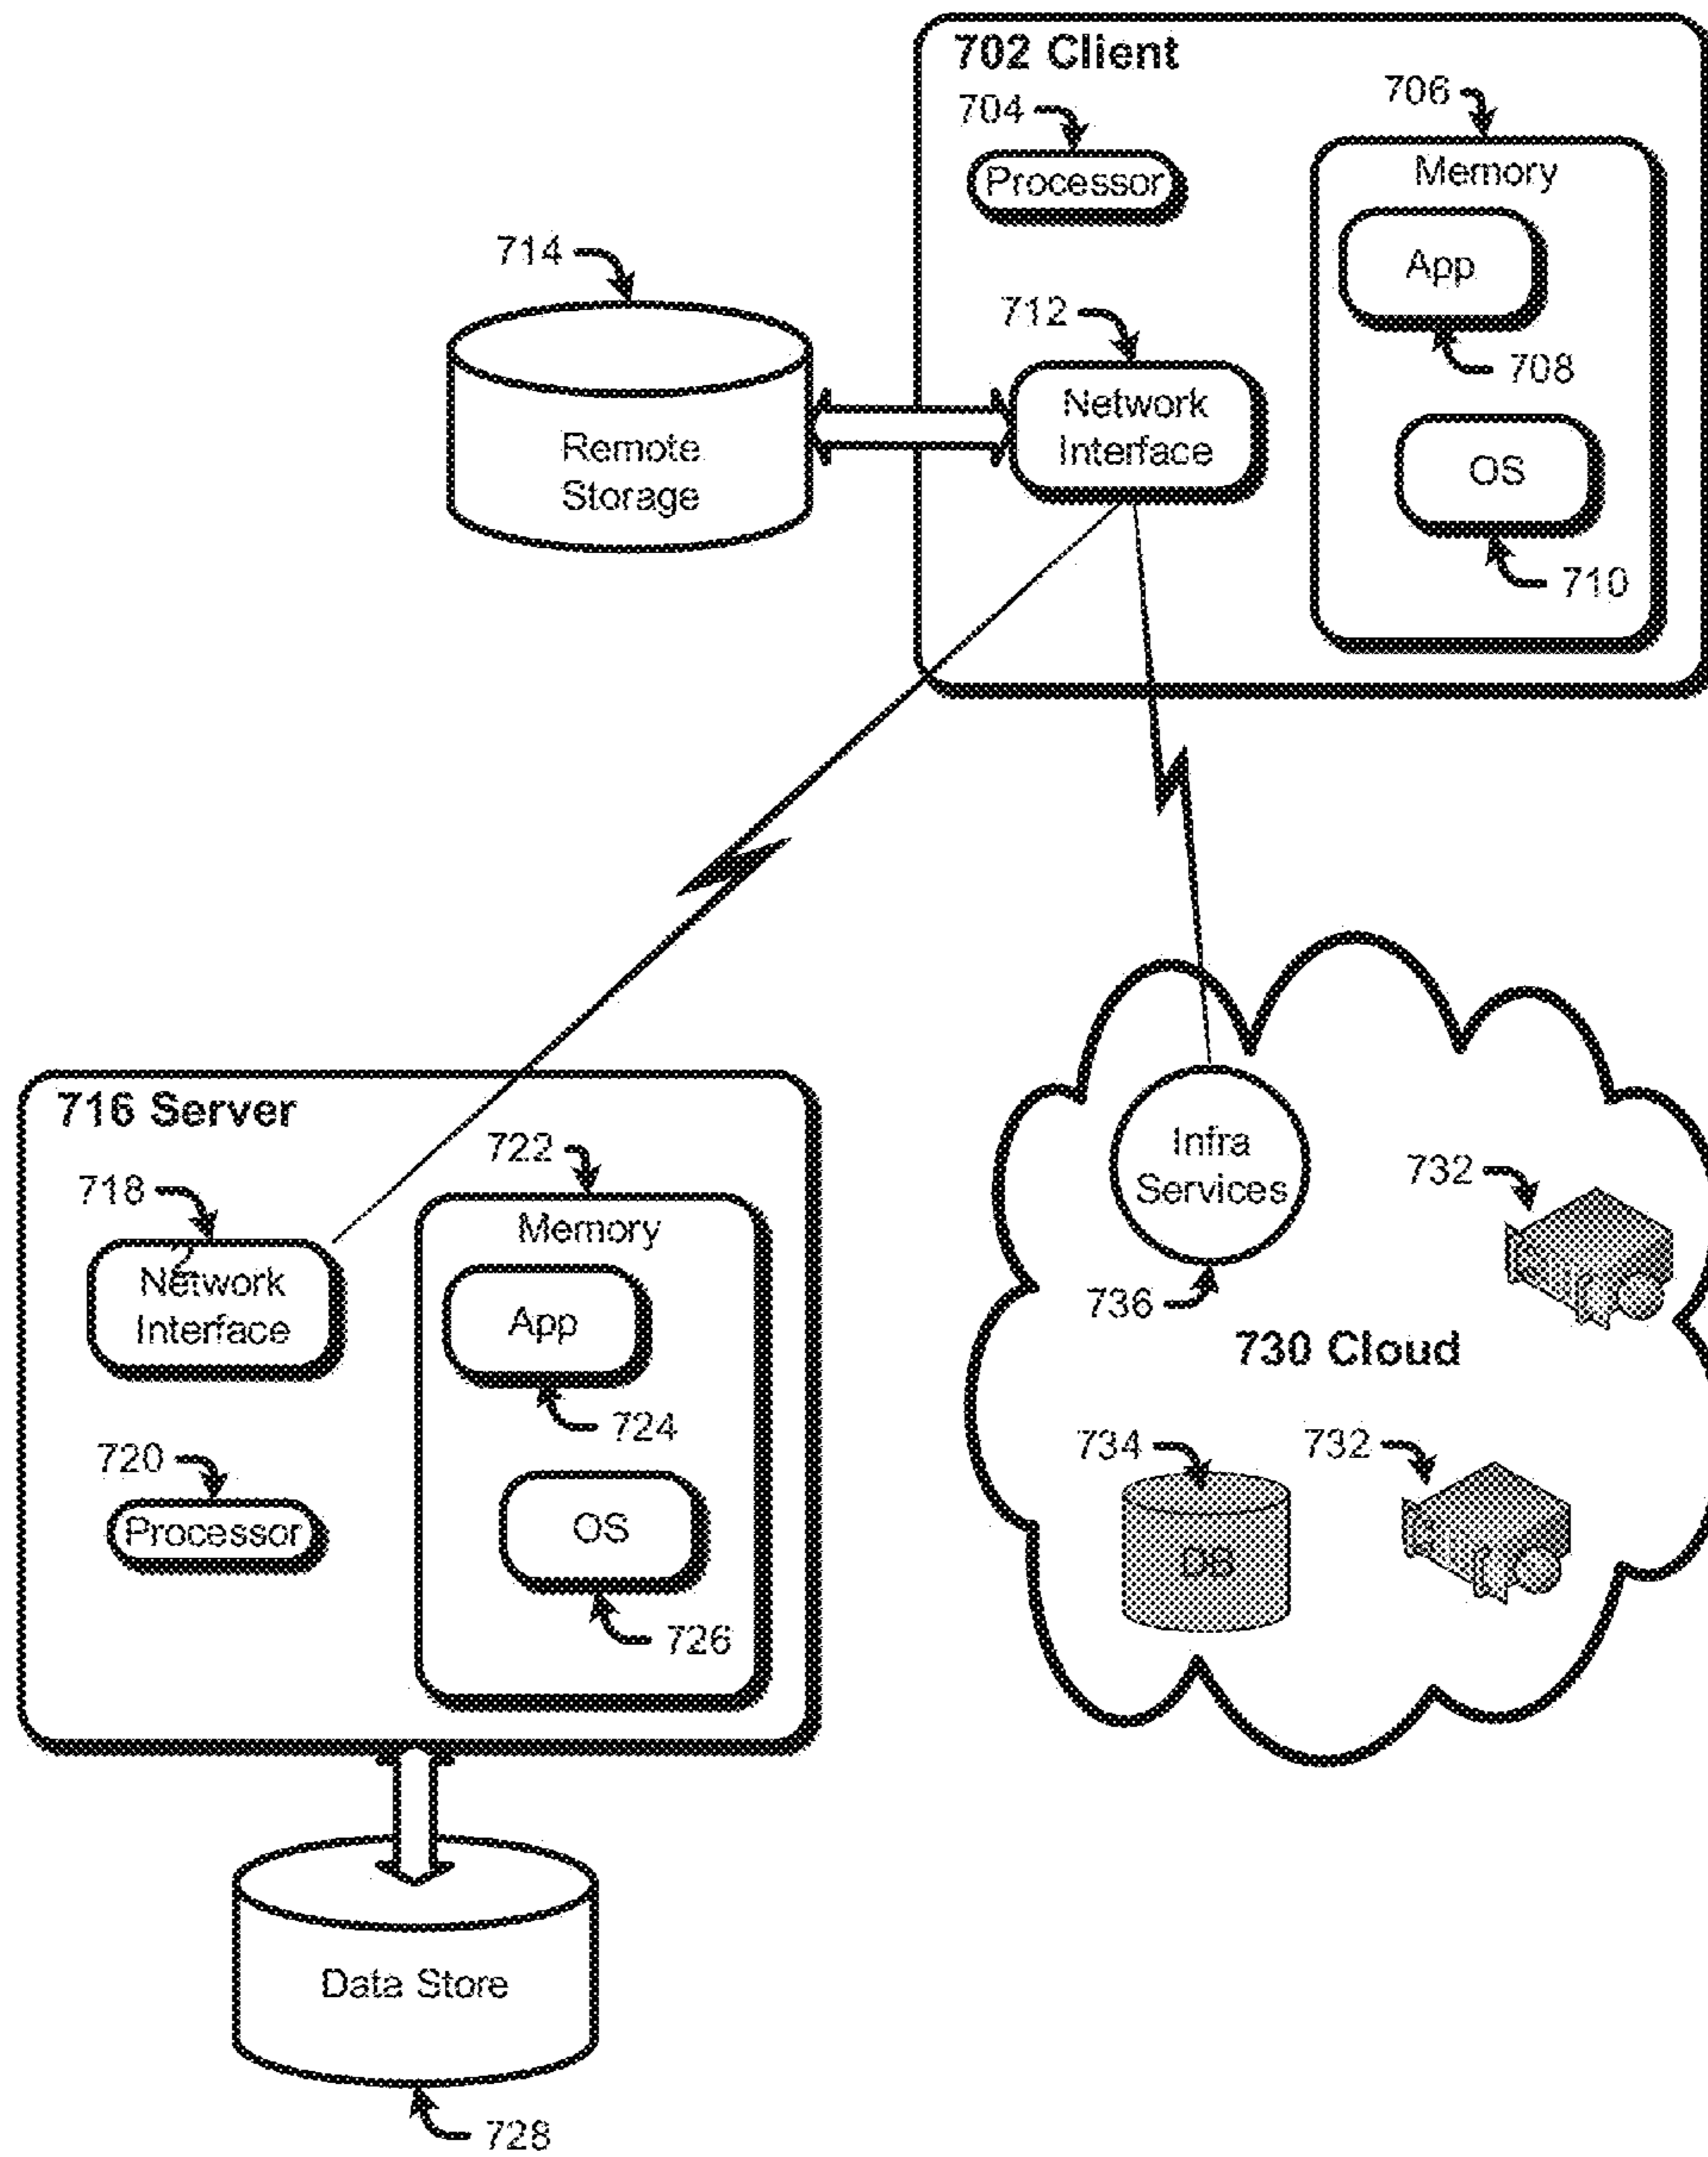 702 Client
704
706
Processor
Memory
App
708
712
Network
Interface
OS
710
714
Remote
Storage
716 Server
718
722
Network
Interface
Memory
App
724
720
Processor
OS
726
Data Store
728
Infra
Services
736
732
730 Cloud
734
732
DB